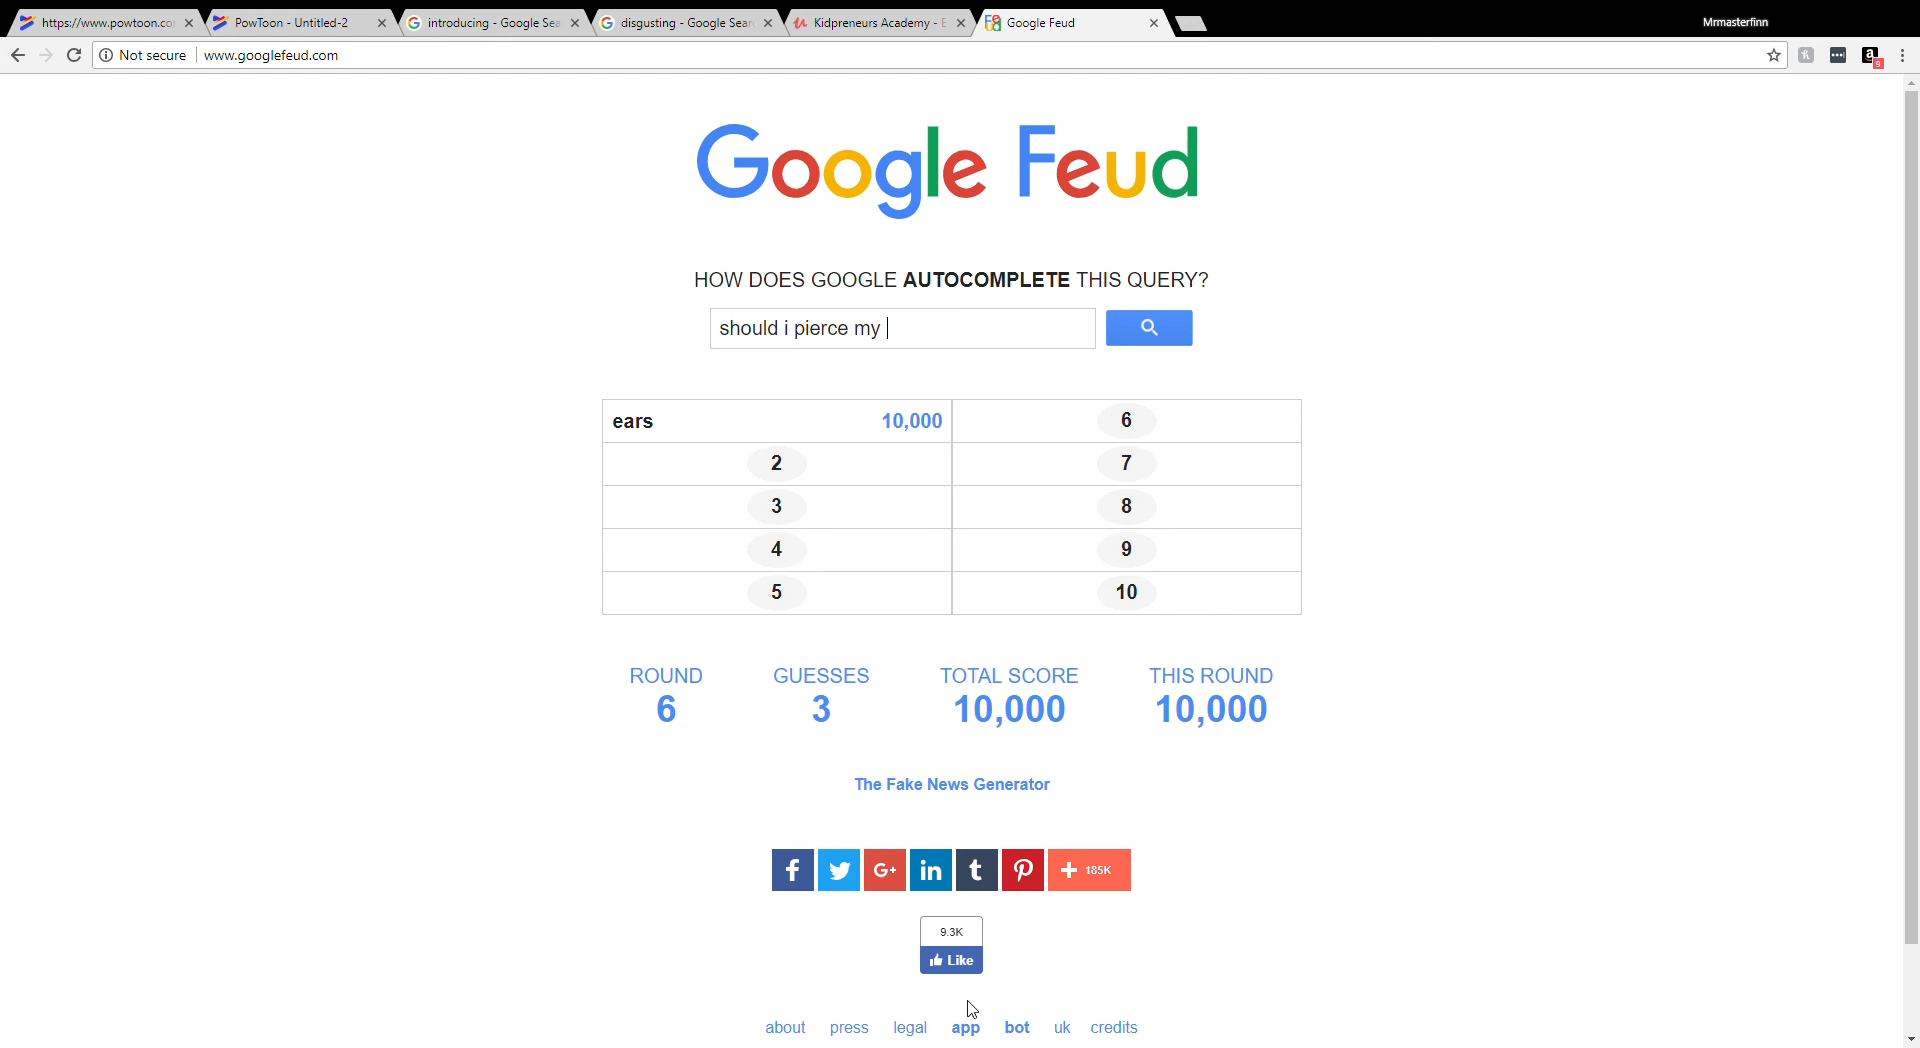 https://www.powtoon.co
PowToon - Untitled-2
introducing - Google Sea
disgusting - Google Sear
Kidpreneurs Academy - E
Google Feud
Mrmasterfinn
Not secure
www.googlefeud.com
9
Google Feud
HOW DOES GOOGLE AUTOCOMPLETE THIS QUERY?
should i pierce my
ears 10,000 6
2 7
3 8
4 9
5 10
ROUND GUESSES TOTAL SCORE THIS ROUND
6 3 10,000 10,000
The Fake News Generator
185K
9.3K
Like
about press legal app bot uk credits